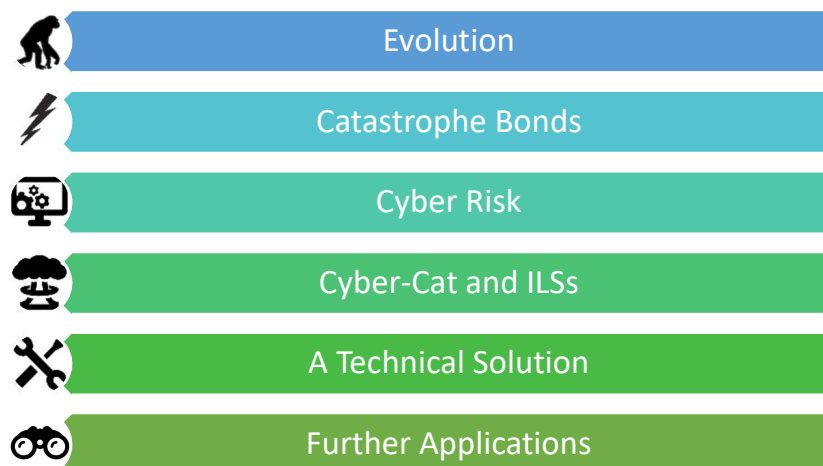 Evolution
Catastrophe Bonds
Cyber Risk
Cyber-Cat and ILSs
A Technical Solution
Further Applications